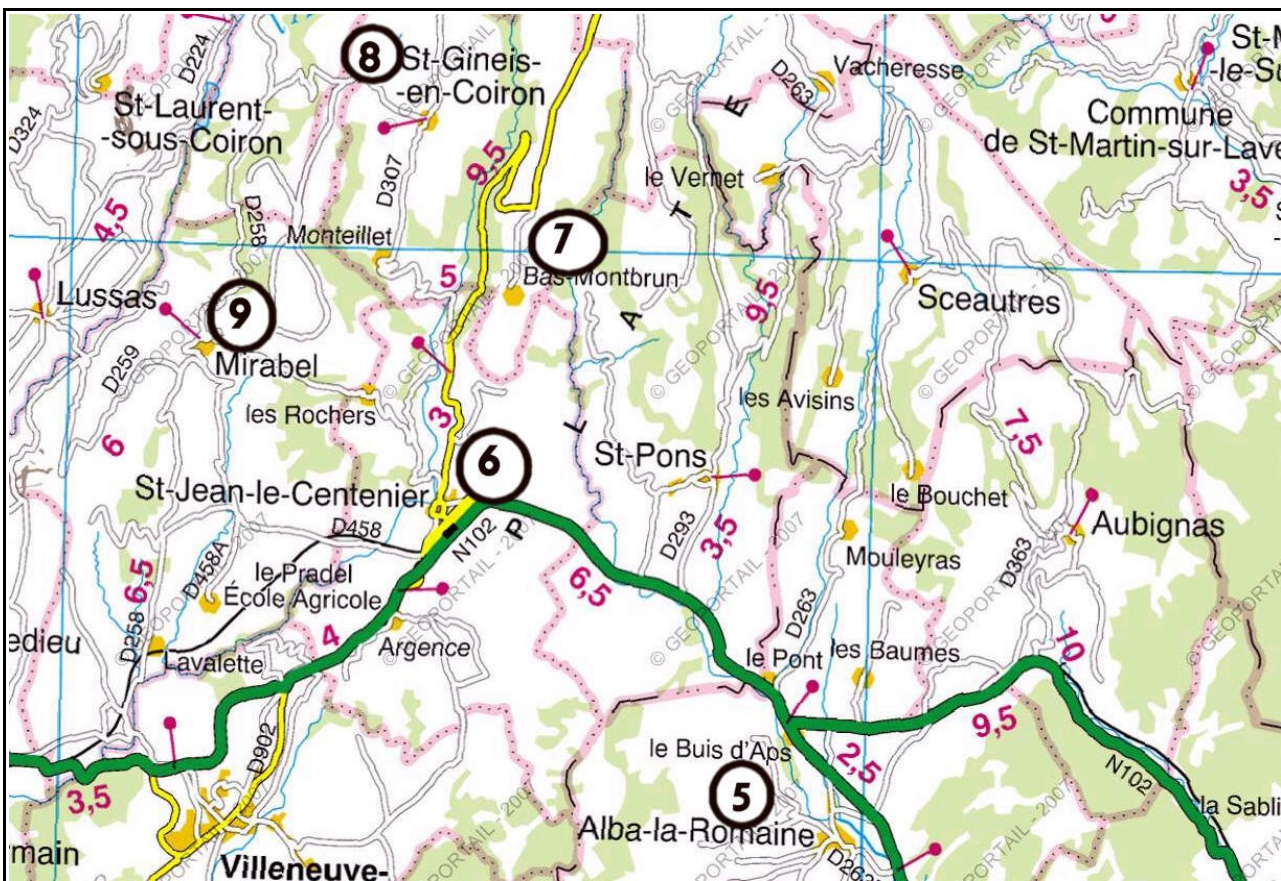 8
St-Gineis-
-en-Coiron
D224
St-Laurent-
-sous-Coiron
D324
D307
9,5
4,5
D258
Monteillet
E
D263
Vacheresse
St-M
-le-Su
Commune
de St-Martin-sur-Lave
3,5
le Vernet
T
7
Bas-Montbrun
5
Lussas
9
Mirabel
D259
les Rochers
3
6
A
L
9,5
Sceautres
les Avisins
7,5
6
St-Pons
le Bouchet
St-Jean-le-Centenier
D458
N102
P
D293
3,5
Mouleyras
Aubignas
D363
6,5
D458A
le Pradel
École Agricole
6,5
D263
edieu
D258
Lavalette
4
Argence
le Pont
les Baumes
10
9,5
N102
D902
le Buis d'Aps
2,5
5
3,5
la Sabli
Alba-la-Romaine
D263
rmain
Villeneuve-
© GEOPORTAIL - 2007